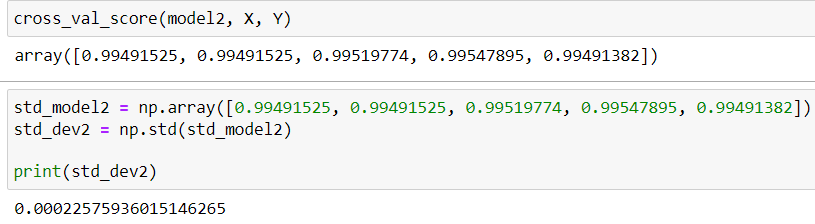 cross_val_score(model2, X, Y)
array([0.99491525, 0.99491525, 0.99519774, 0.99547895, 0.99491382])
std_model2 = np.array([0.99491525, 0.99491525, 0.99519774, 0.99547895, 0.99491382])
std_dev2 = np.std(std_model2)
print(std_dev2)
0.00022575936015146265